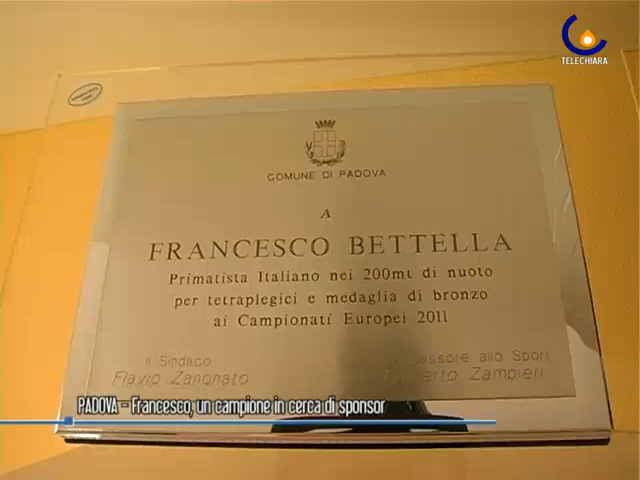 TELECHIARA
COMUNE DI PADOVA
A
FRANCESCO BETTELLA
Primatista Italiano nei 200mt di nuoto
per tetraplegici e medaglia di bronzo
ai Campionati Europei 2011
Il Sindaco
Flavio Zanonato
allo Sport
Zampieri
PADOVA - Francesco, un campione in cerca di sponsor